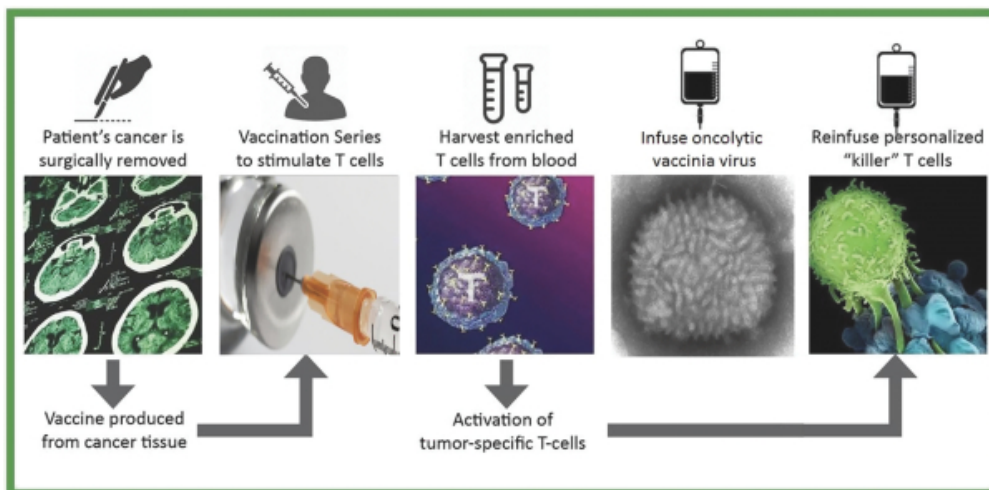 Patient's cancer is
surgically removed
Vaccination Series
to stimulate T cells
Harvest enriched
T cells from blood
Infuse oncolytic
vaccinia virus
Reinfuse personalized
"killer" T cells
T
T
Vaccine produced
from cancer tissue
Activation of
tumor-specific T-cells